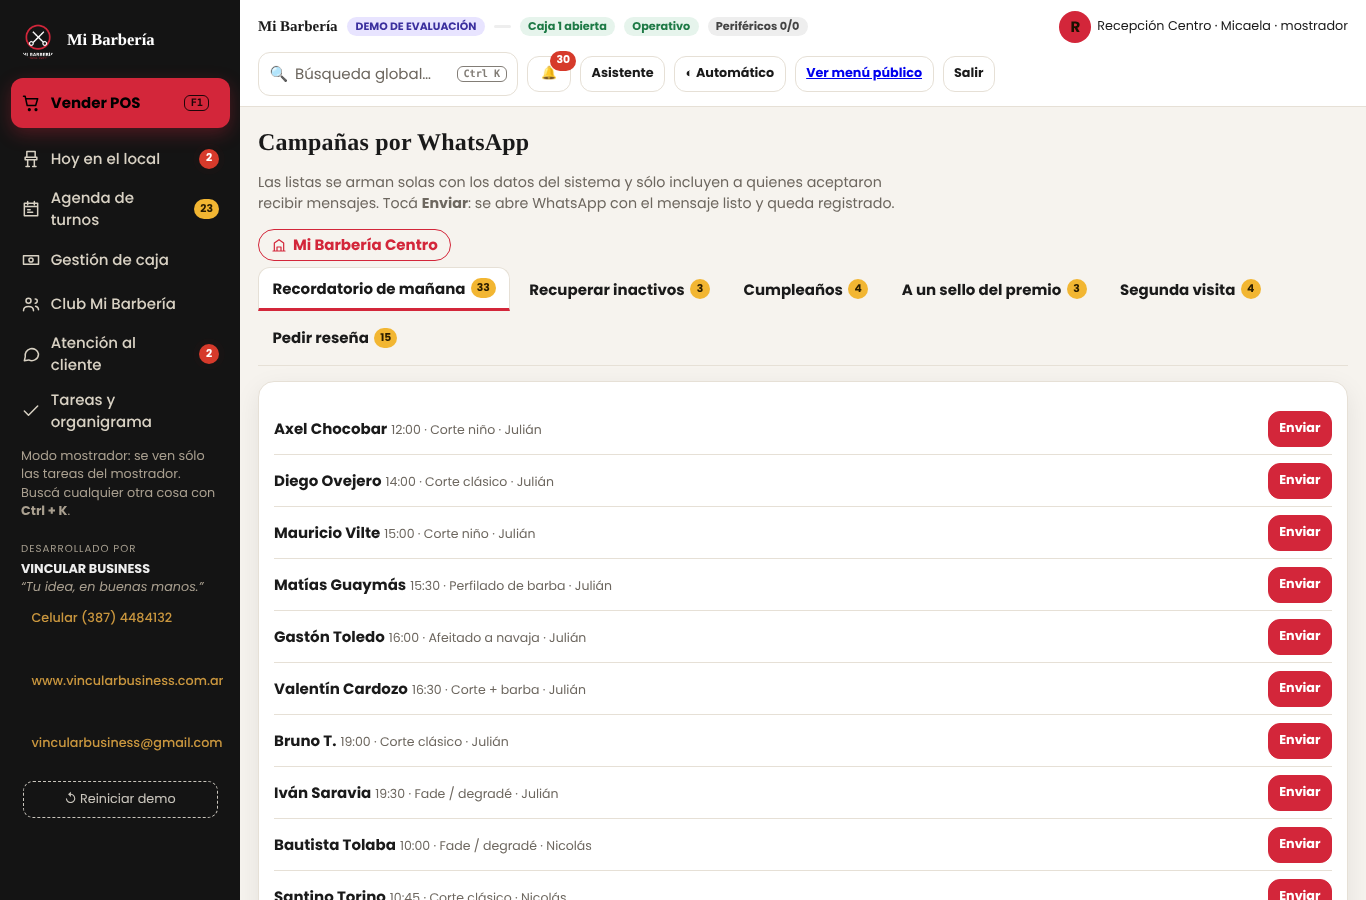 MI BARBERÍA
Mi Barbería
Vender POS F1
Hoy en el local 2
Agenda de
turnos 23
Gestión de caja
Club Mi Barbería
Atención al
cliente 2
Tareas y
organigrama
Modo mostrador: se ven sólo
las tareas del mostrador.
Buscá cualquier otra cosa con
Ctrl + K.
DESARROLLADO POR
VINCULAR BUSINESS
“Tu idea, en buenas manos.”
Celular (387) 4484132
www.vincularbusiness.com.ar
vincularbusiness@gmail.com
Reiniciar demo
Mi Barbería DEMO DE EVALUACIÓN Caja 1 abierta Operativo Periféricos 0/0 R Recepción Centro · Micaela · mostrador
Búsqueda global... Ctrl K 30 Asistente Automático Ver menú público Salir
Campañas por WhatsApp
Las listas se arman solas con los datos del sistema y sólo incluyen a quienes aceptaron
recibir mensajes. Tocá Enviar: se abre WhatsApp con el mensaje listo y queda registrado.
Mi Barbería Centro
Recordatorio de mañana 33 Recuperar inactivos 3 Cumpleaños 4 A un sello del premio 3 Segunda visita 4
Pedir reseña 15
Axel Chocobar 12:00 · Corte niño · Julián Enviar
Diego Ovejero 14:00 · Corte clásico · Julián Enviar
Mauricio Vilte 15:00 · Corte niño · Julián Enviar
Matías Guaymás 15:30 · Perfilado de barba · Julián Enviar
Gastón Toledo 16:00 · Afeitado a navaja · Julián Enviar
Valentín Cardozo 16:30 · Corte + barba · Julián Enviar
Bruno T. 19:00 · Corte clásico · Julián Enviar
Iván Saravia 19:30 · Fade / degradé · Julián Enviar
Bautista Tolaba 10:00 · Fade / degradé · Nicolás Enviar
Santino Torino 10:45 · Corte clásico · Nicolás Enviar